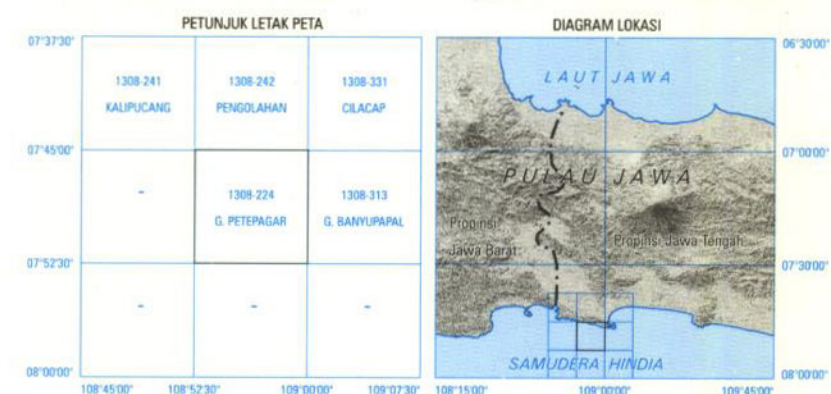 PETUNJUK LETAK PETA
07°37'30"
1308-241
KALIPUCANG
1308-242
PENGOLAHAN
1308-331
CILACAP
07°45'00"
-
1308-224
G. PETEPAGAR
1308-313
G. BANYUPAPAL
07°52'30"
-
-
-
08°00'00"
108°45'00"
108°52'30"
109°00'00"
109°07'30"
DIAGRAM LOKASI
06°30'00"
LAUT JAWA
07°00'00"
PULAU JAWA
Propinsi
Jawa Barat
Propinsi Jawa Tengah
07°30'00"
SAMUDERA HINDIA
08°00'00"
108°15'00"
109°00'00"
109°45'00"